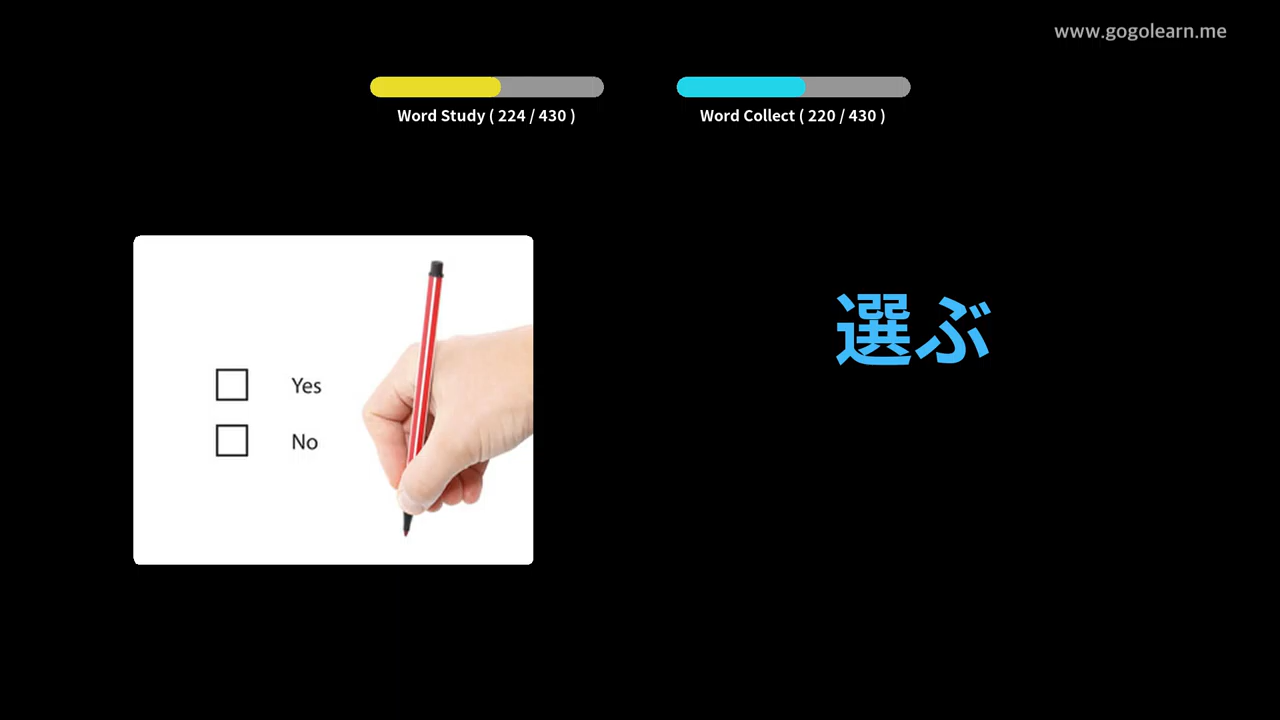 www.gogolearn.me
Word Study ( 224 / 430 )
Word Collect ( 220 / 430 )
Yes
No
選ぶ